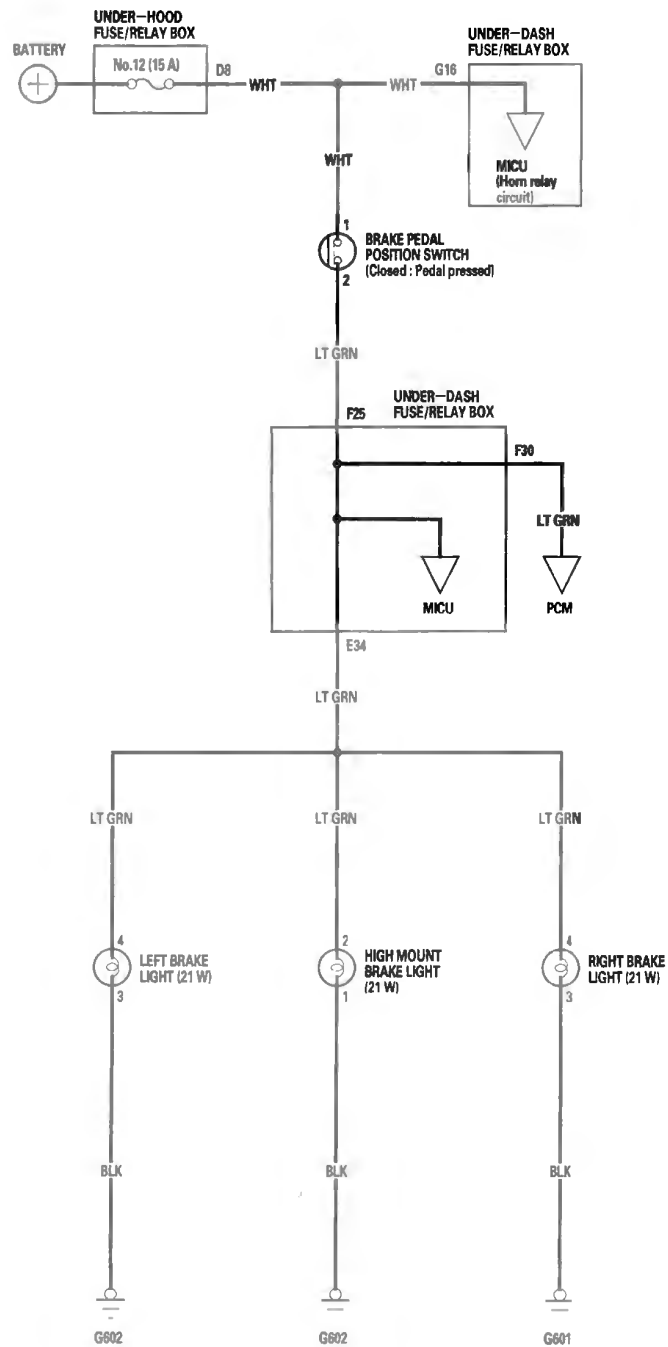 UNDER-HOOD
FUSE/RELAY BOX
BATTERY
No.12 (15 A)
D8
WHT
G16
WHT
UNDER-DASH
FUSE/RELAY BOX
MICU
(Horn relay
circuit)
WHT
1
BRAKE PEDAL
POSITION SWITCH
(Closed : Pedal pressed)
2
LT GRN
UNDER-DASH
FUSE/RELAY BOX
F25
F30
LT GRN
MICU
PCM
E34
LT GRN
LT GRN
LT GRN
LT GRN
4
LEFT BRAKE
LIGHT (21 W)
3
2
HIGH MOUNT
BRAKE LIGHT
(21 W)
1
4
RIGHT BRAKE
LIGHT (21 W)
3
BLK
BLK
BLK
G602
G602
G601